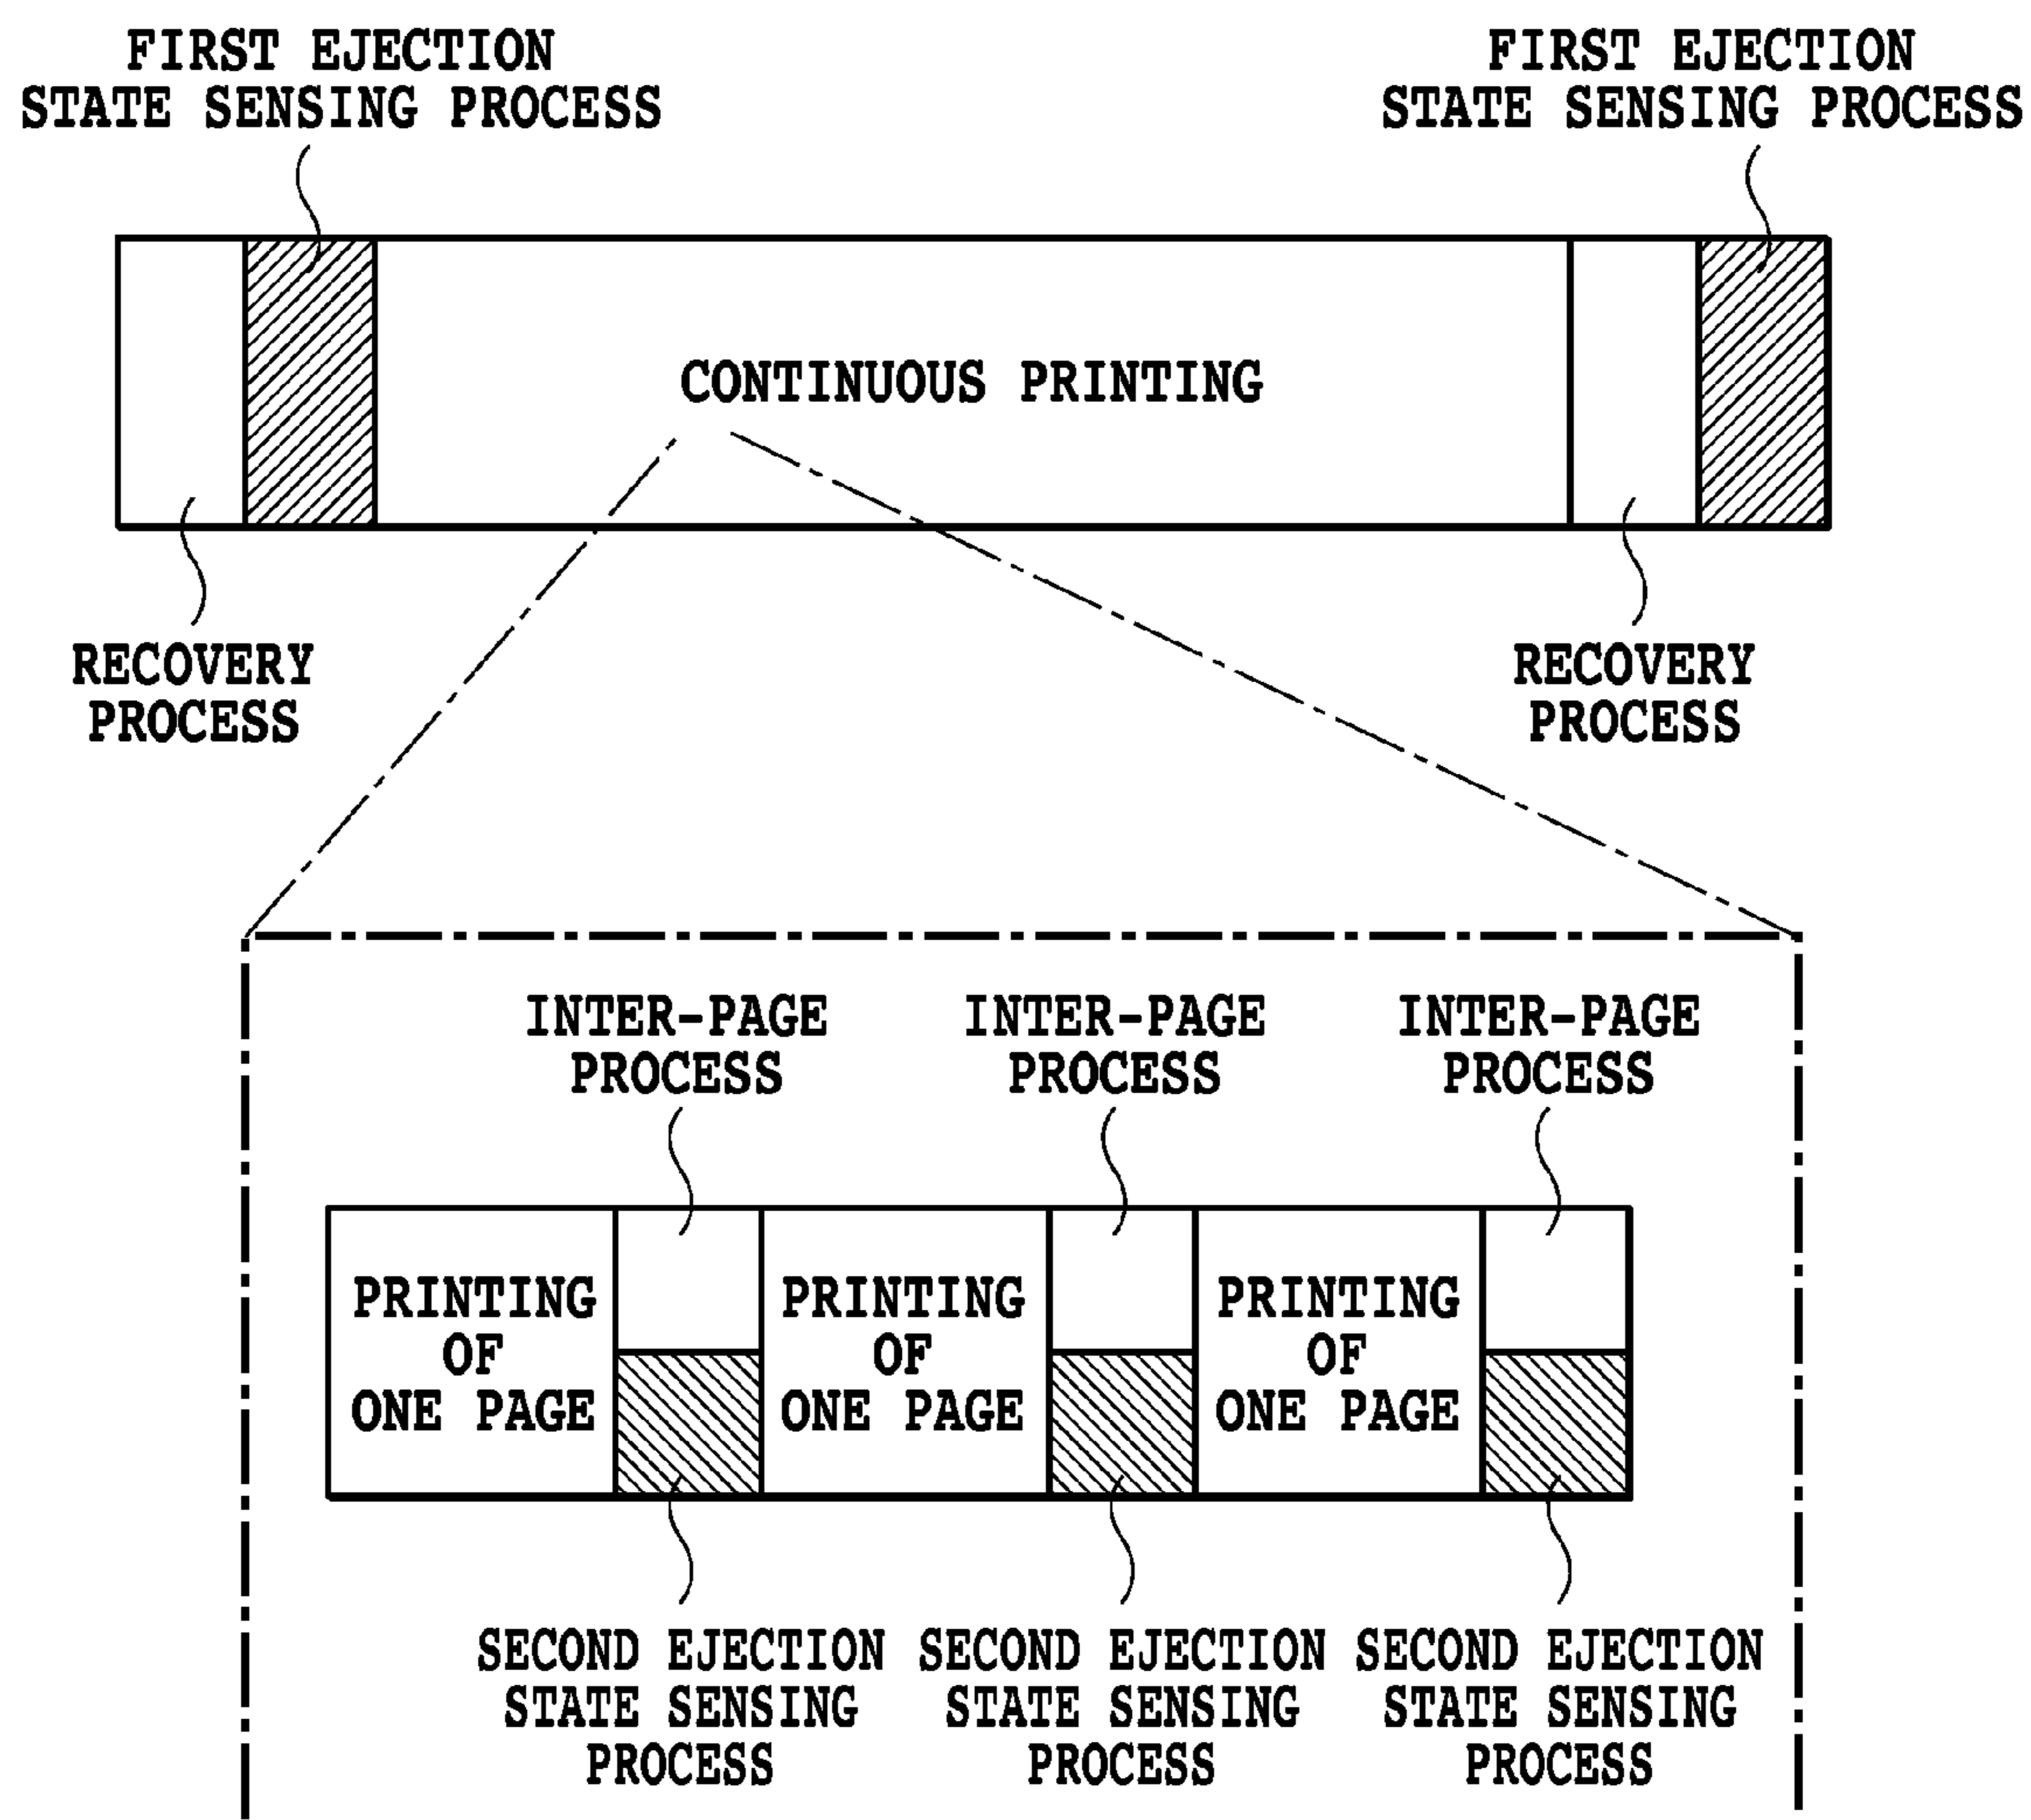 FIRST EJECTION
STATE SENSING PROCESS
FIRST EJECTION
STATE SENSING PROCESS
CONTINUOUS PRINTING
RECOVERY
PROCESS
RECOVERY
PROCESS
INTER-PAGE
PROCESS
INTER-PAGE
PROCESS
INTER-PAGE
PROCESS
PRINTING
OF
ONE PAGE
PRINTING
OF
ONE PAGE
PRINTING
OF
ONE PAGE
SECOND EJECTION
STATE SENSING
PROCESS
SECOND EJECTION
STATE SENSING
PROCESS
SECOND EJECTION
STATE SENSING
PROCESS